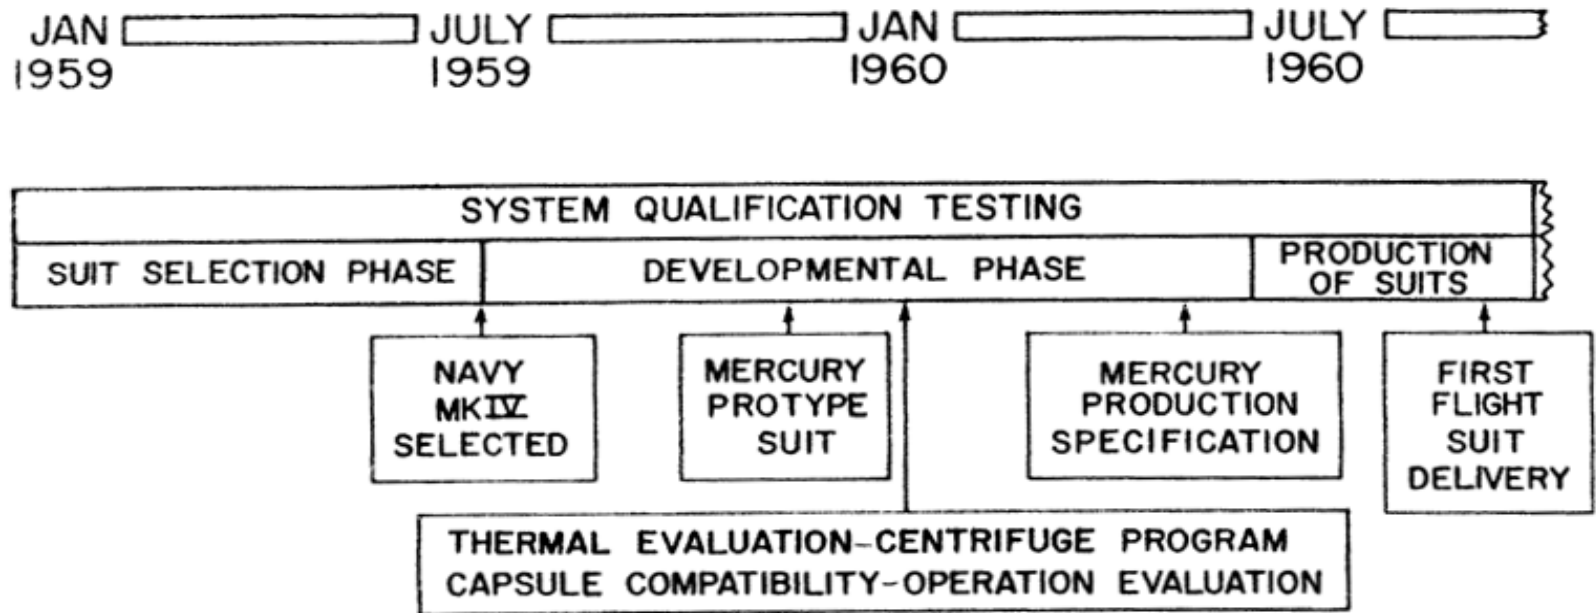 JAN JULY JAN JULY
1959 1959 1960 1960
SYSTEM QUALIFICATION TESTING
SUIT SELECTION PHASE
DEVELOPMENTAL PHASE
PRODUCTION
OF SUITS
NAVY
MKIV
SELECTED
MERCURY
PROTYPE
SUIT
MERCURY
PRODUCTION
SPECIFICATION
FIRST
FLIGHT
SUIT
DELIVERY
THERMAL EVALUATION-CENTRIFUGE PROGRAM
CAPSULE COMPATIBILITY-OPERATION EVALUATION